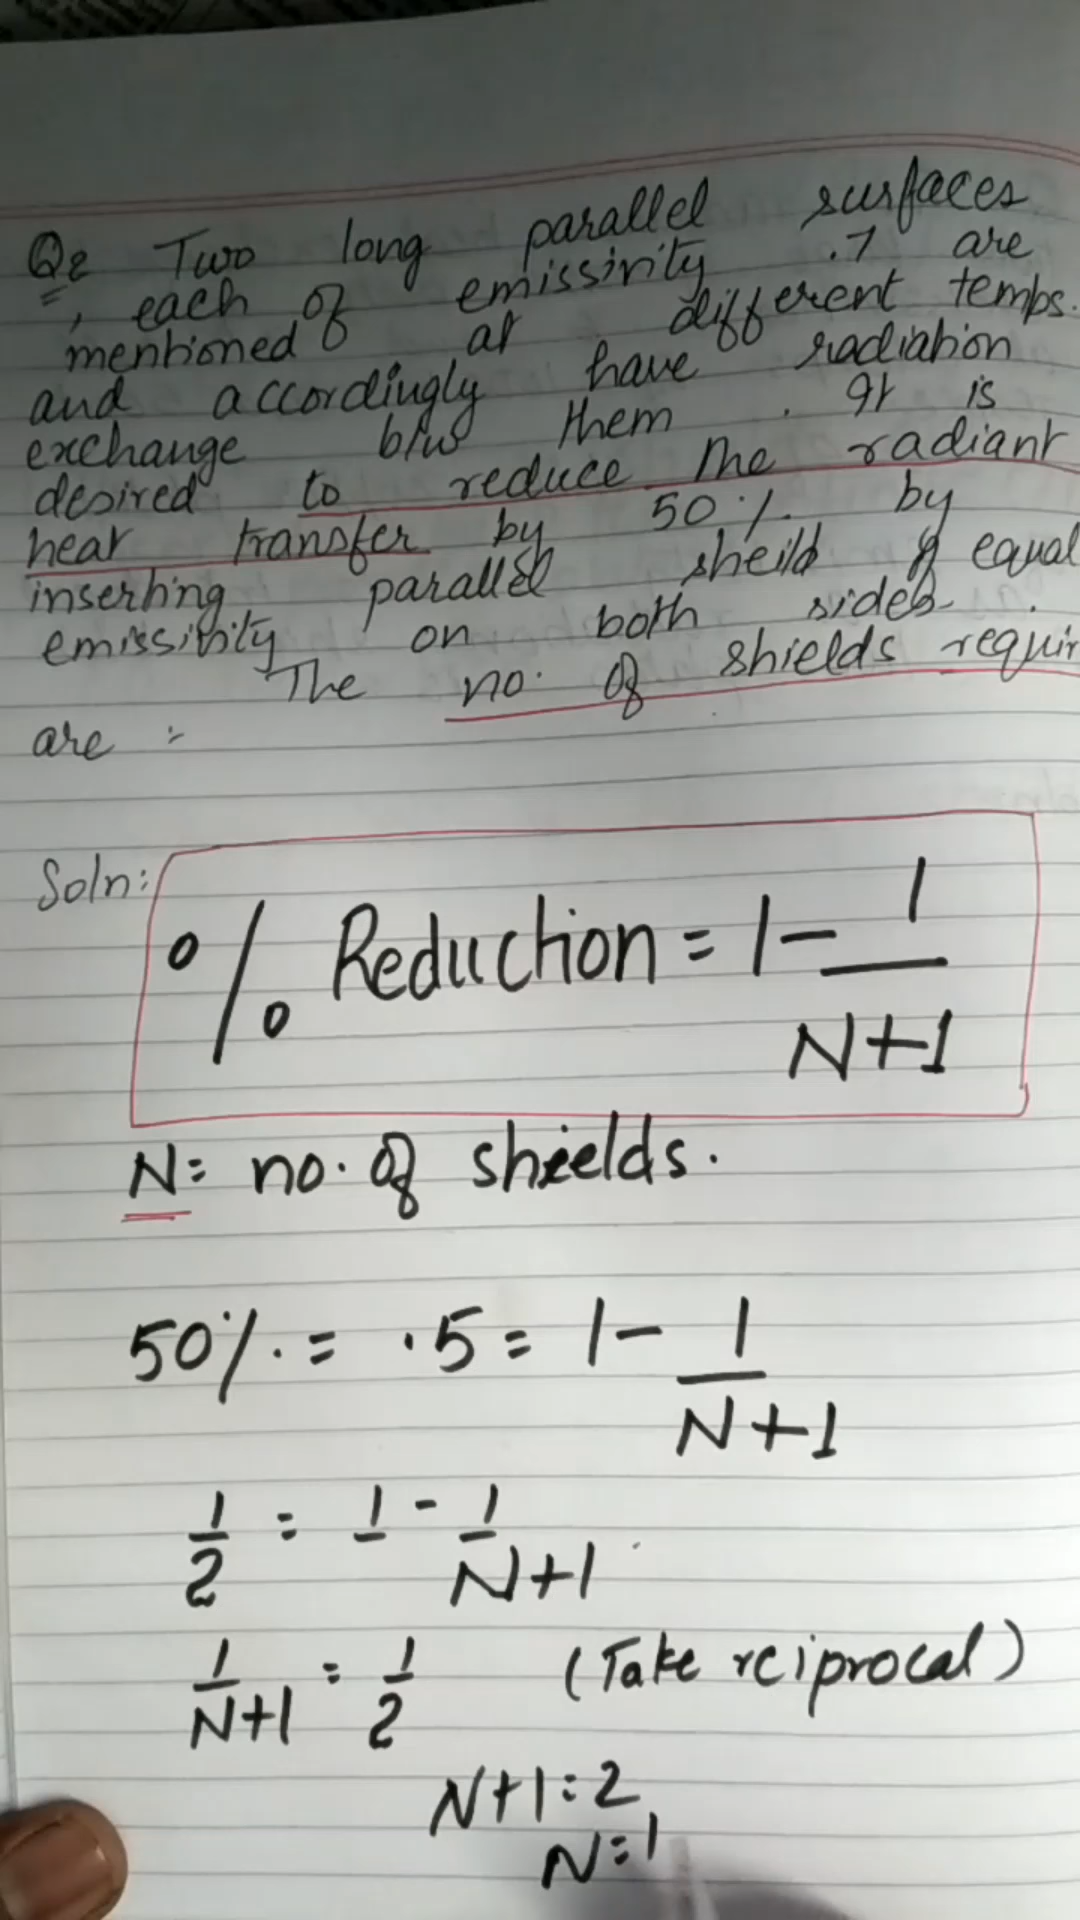 Q2 Two long parallel surfaces
, each of emissivity .7 are
mentioned at different temps.
and accordingly have radiation
exchange b/w them . It is
desired to reduce the radiant
heat transfer by 50 %. by
inserting parallel sheild of equal
emissivity on both sides .
The no. of shields requir
are :-
Soln:
% Reduction = 1 - 1/N+1
N = no. of shields.
50%. = .5 = 1 - 1/N+1
1/2 = 1 - 1/N+1
1/N+1 = 1/2 (Take reciprocal)
N+1 = 2
N = 1